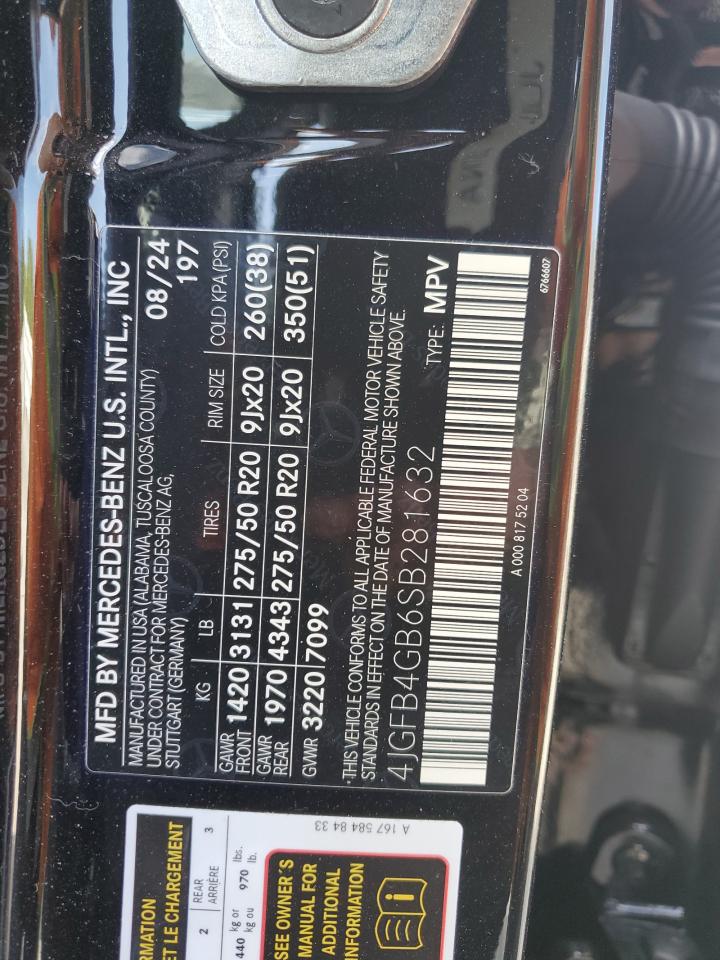 MFD BY MERCEDES-BENZ U.S. INTL., INC
MANUFACTURED IN USA (ALABAMA, TUSCALOOSA COUNTY)
UNDER CONTRACT FOR MERCEDES-BENZ AG,
STUTTGART (GERMANY)
08/24
197
KG LB TIRES RIM SIZE COLD KPA (PSI)
GAWR FRONT 1420 3131 275/50 R20 9Jx20 260(38)
GAWR REAR 1970 4343 275/50 R20 9Jx20 350(51)
GVWR 3220 7099
*THIS VEHICLE CONFORMS TO ALL APPLICABLE FEDERAL MOTOR VEHICLE SAFETY
STANDARDS IN EFFECT ON THE DATE OF MANUFACTURE SHOWN ABOVE.
4JGFB4GB6SB281632 TYPE: MPV
A 000 817 52 04
6766607
RMATION
ET LE CHARGEMENT
2 REAR ARRIÈRE 3
440 kg or 970 lbs.
kg ou lb.
SEE OWNER'S
MANUAL FOR
ADDITIONAL
INFORMATION
A 167 584 84 33